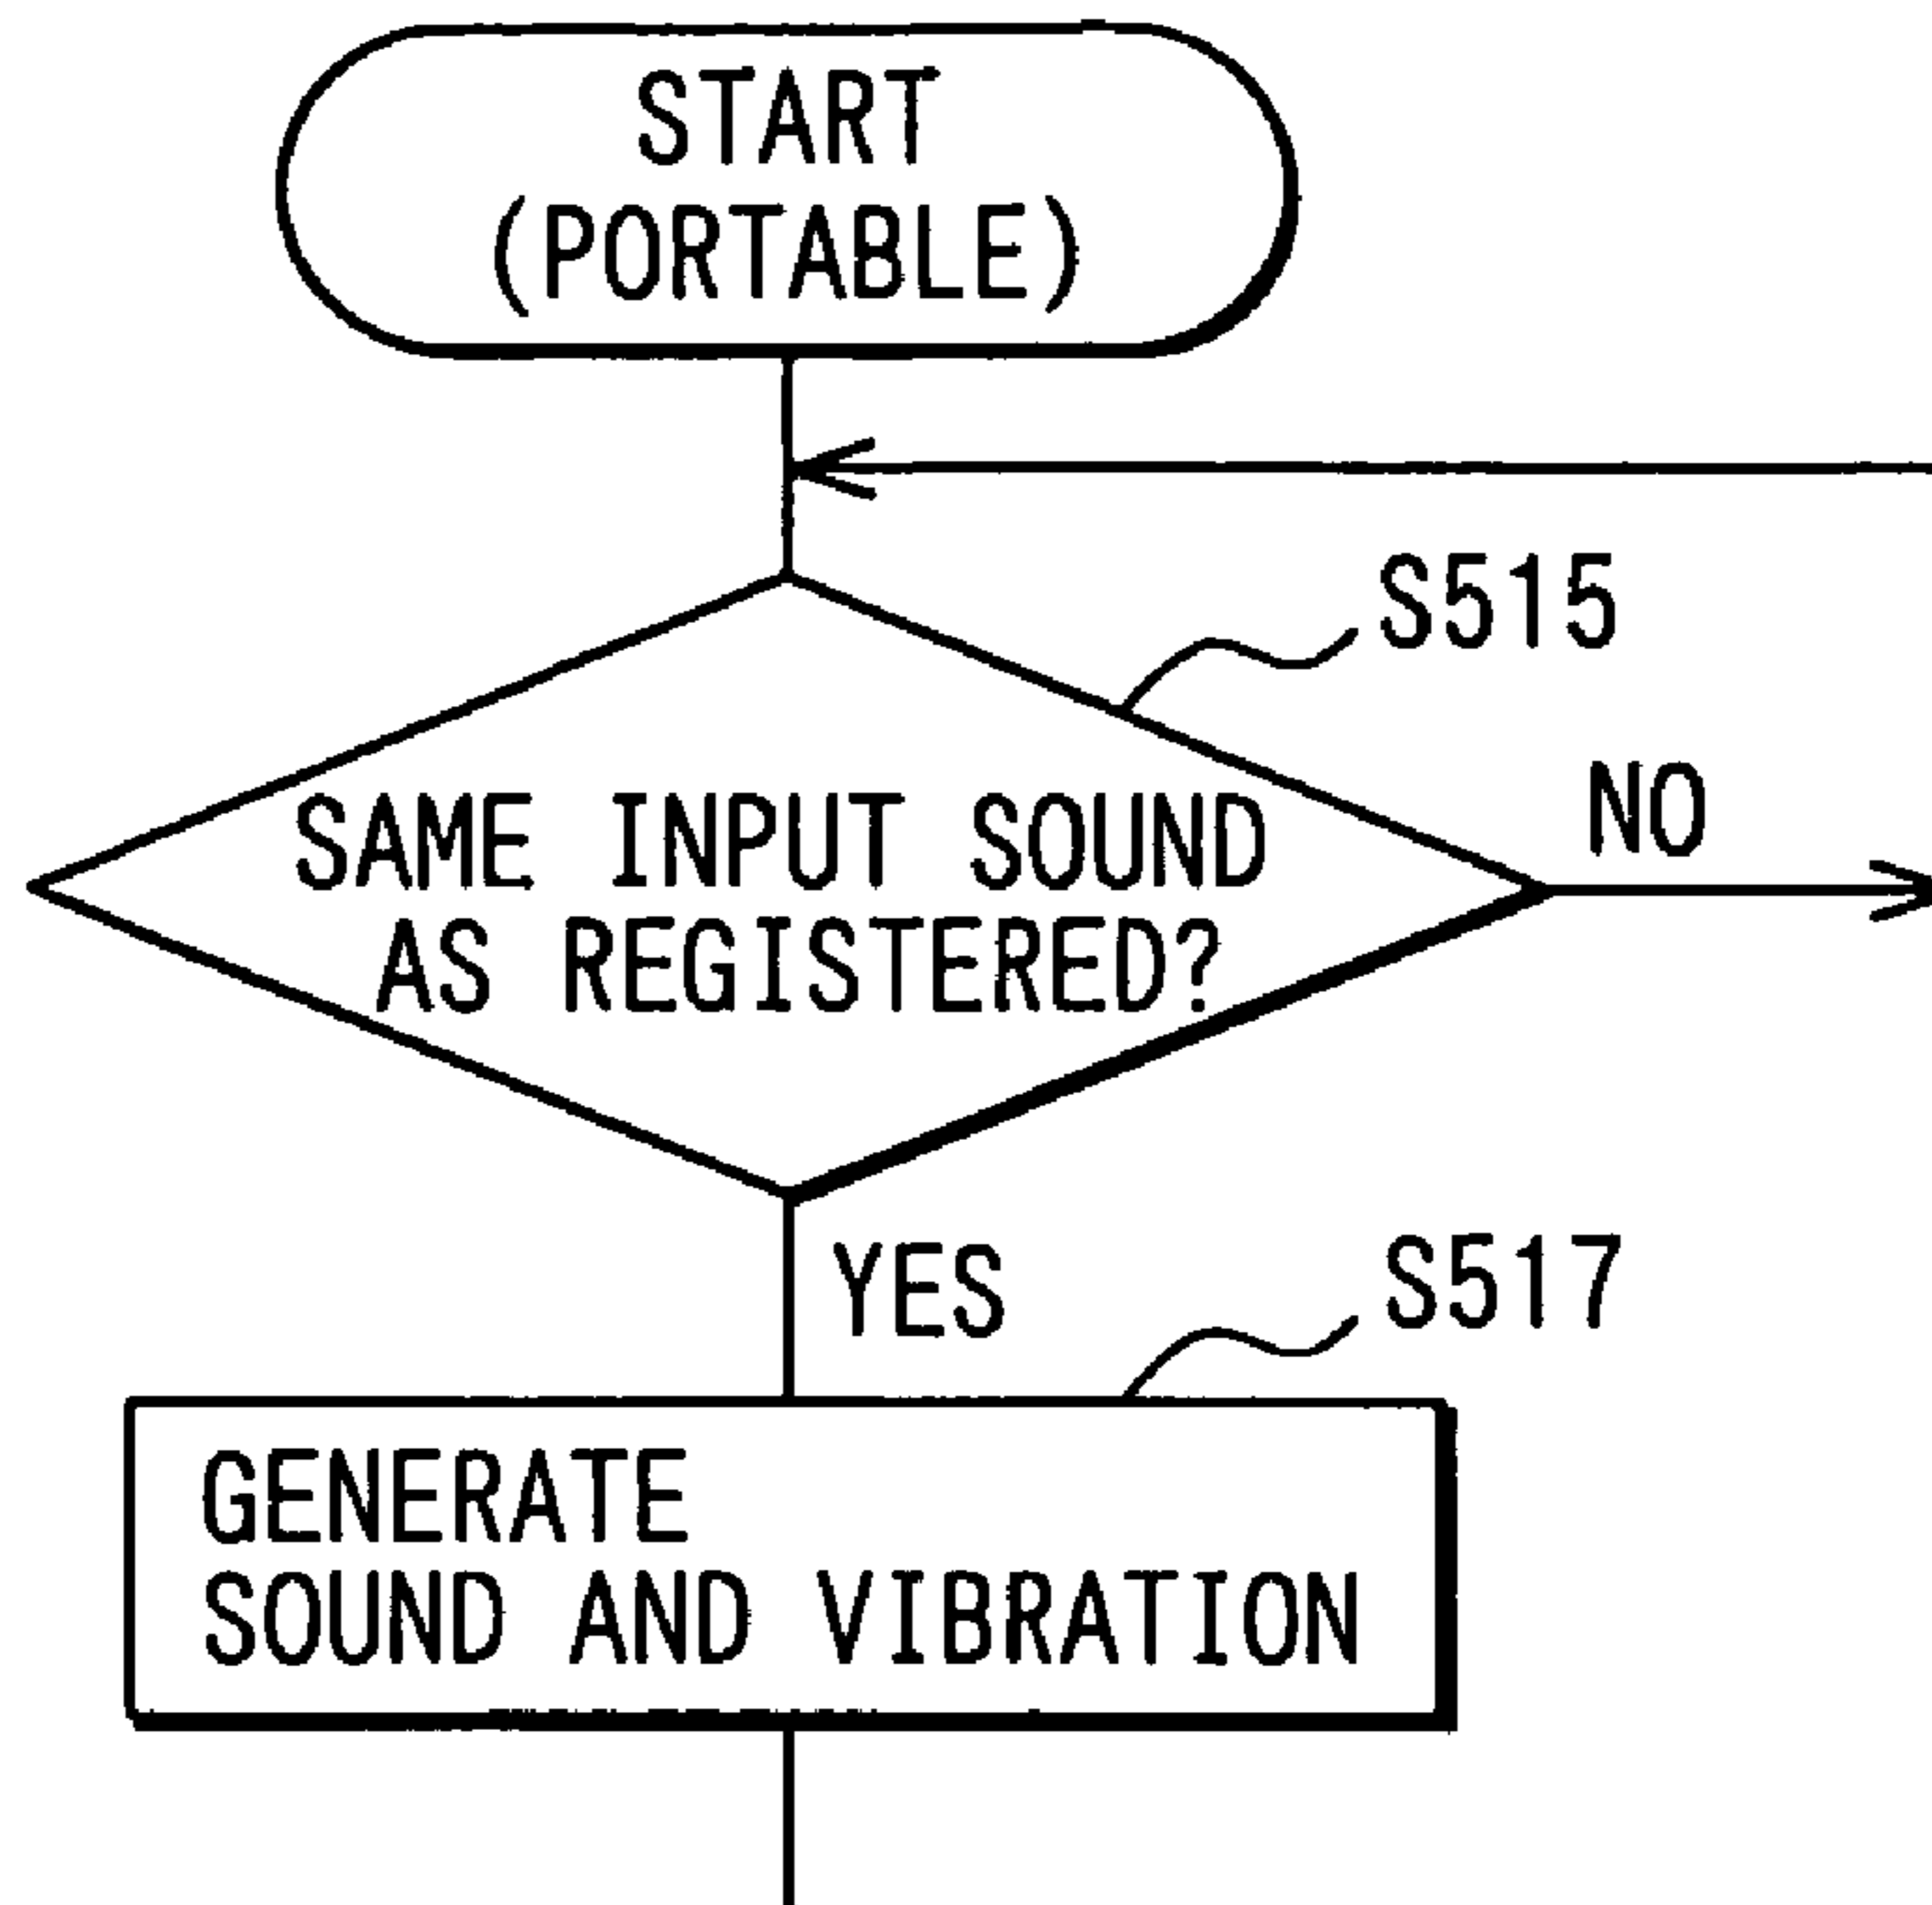 START
(PORTABLE)
S515
SAME INPUT SOUND
AS REGISTERED?
NO
YES
S517
GENERATE
SOUND AND VIBRATION